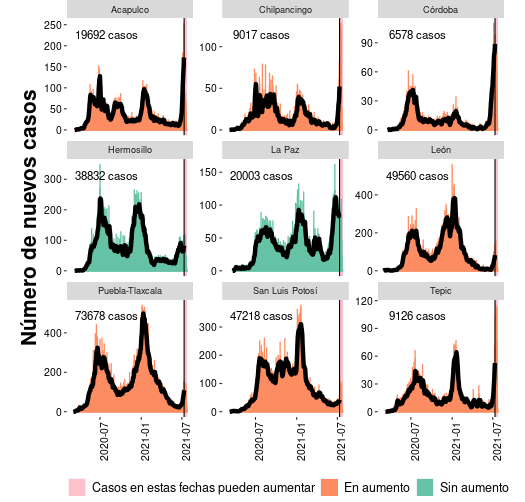 Acapulco Chilpancingo Córdoba
250 200 150 100 50 0
19692 casos
100 50 0
9017 casos
90 60 30 0
6578 casos
Hermosillo La Paz León
300 200 100 0
38832 casos
150 100 50 0
20003 casos
400 200 0
49560 casos
Puebla-Tlaxcala San Luis Potosí Tepic
400 200 0
73678 casos
300 200 100 0
47218 casos
120 90 60 30 0
9126 casos
2020-07 2021-01 2021-07 2020-07 2021-01 2021-07 2020-07 2021-01 2021-07
Número de nuevos casos
Casos en estas fechas pueden aumentar En aumento Sin aumento